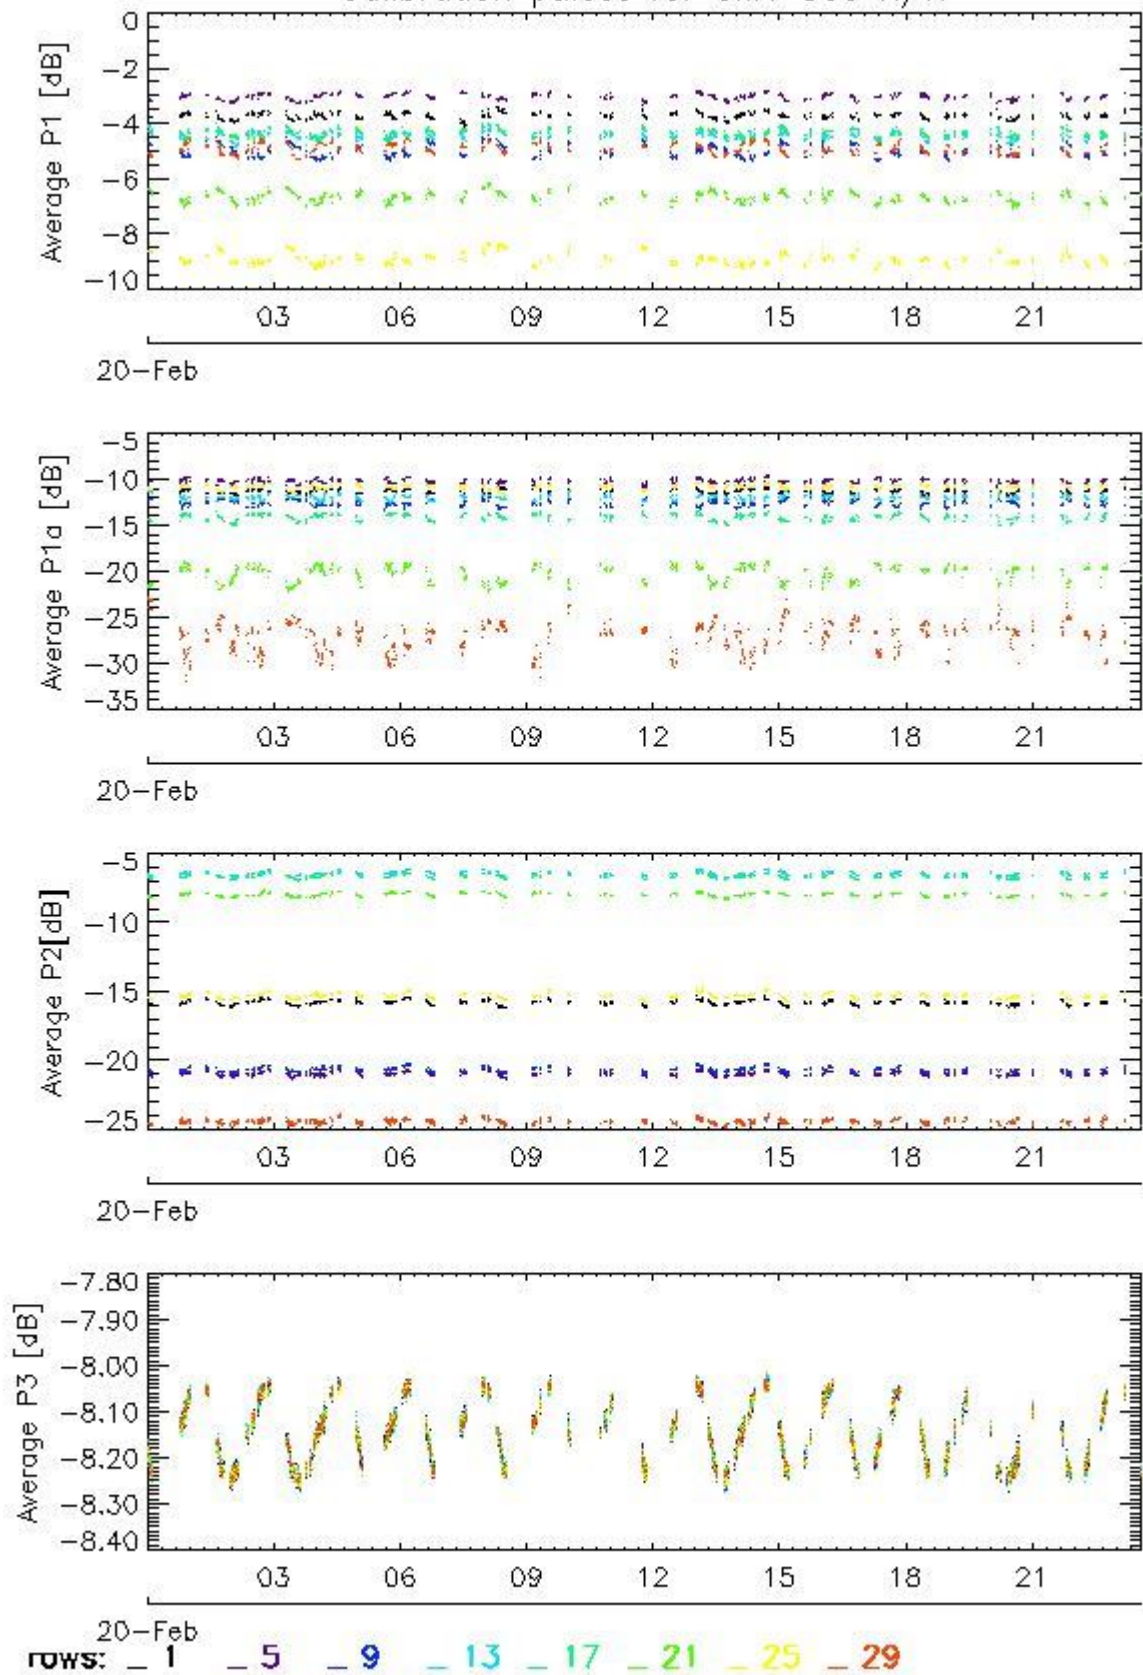 Average P1 [dB]
0
-2
-4
-6
-8
-10
03 06 09 12 15 18 21
20-Feb
Average P1a [dB]
-5
-10
-15
-20
-25
-30
-35
03 06 09 12 15 18 21
20-Feb
Average P2[dB]
-5
-10
-15
-20
-25
03 06 09 12 15 18 21
20-Feb
Average P3 [dB]
-7.80
-7.90
-8.00
-8.10
-8.20
-8.30
-8.40
03 06 09 12 15 18 21
20-Feb
rows: _ 1 _ 5 _ 9 _ 13 _ 17 _ 21 _ 25 _ 29